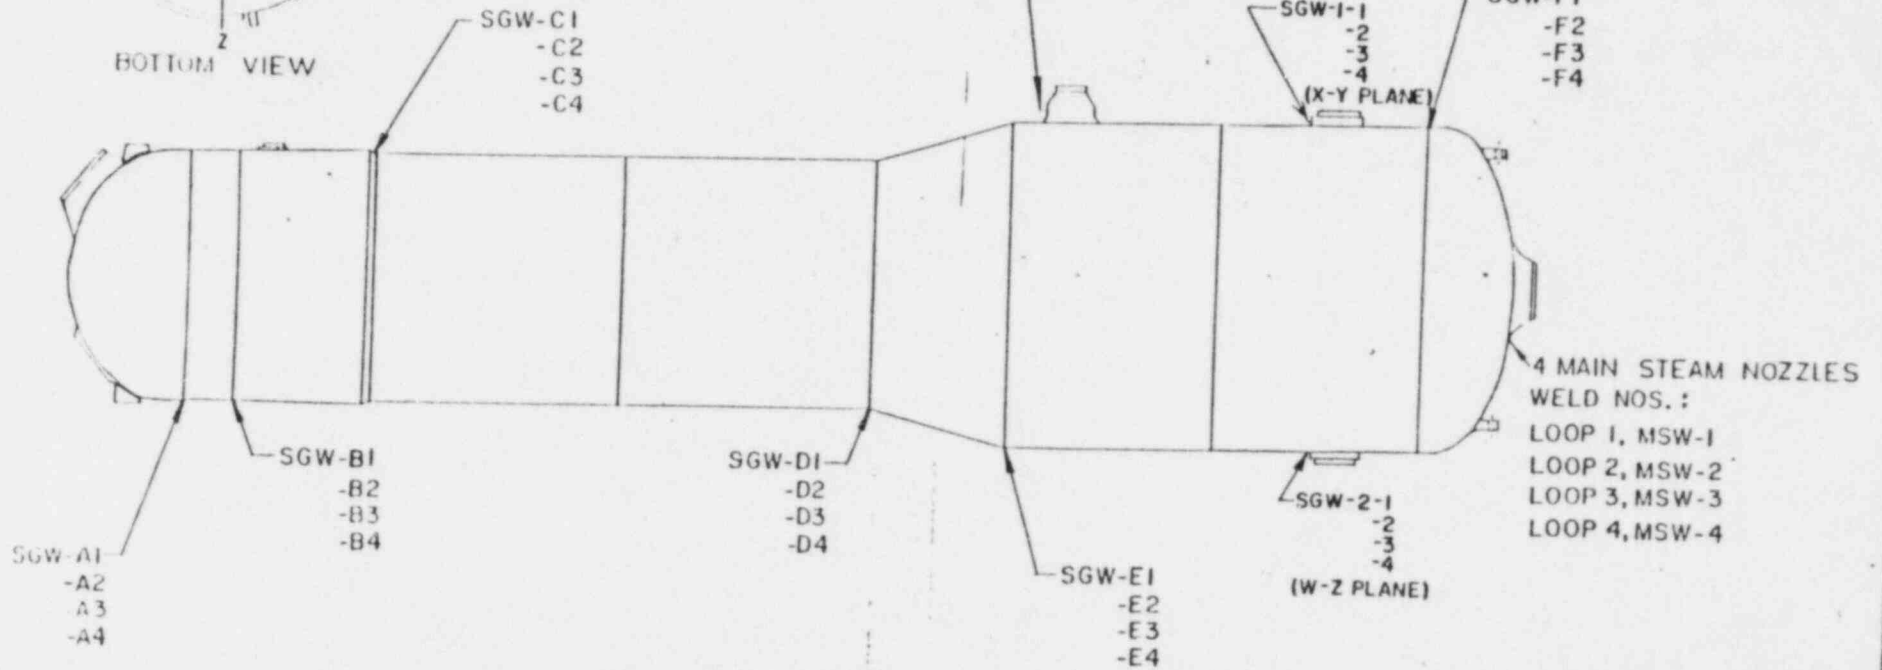 Z
BOTTOM VIEW
SGW-C1
-C2
-C3
-C4
SGW-1-1
-2
-3
-4
(X-Y PLANE)
-F2
-F3
-F4
4 MAIN STEAM NOZZLES
WELD NOS.:
LOOP 1, MSW-1
LOOP 2, MSW-2
LOOP 3, MSW-3
LOOP 4, MSW-4
SGW-B1
-B2
-B3
-B4
SGW-D1
-D2
-D3
-D4
SGW-2-1
-2
-3
-4
(W-Z PLANE)
SGW-A1
-A2
A3
-A4
SGW-E1
-E2
-E3
-E4